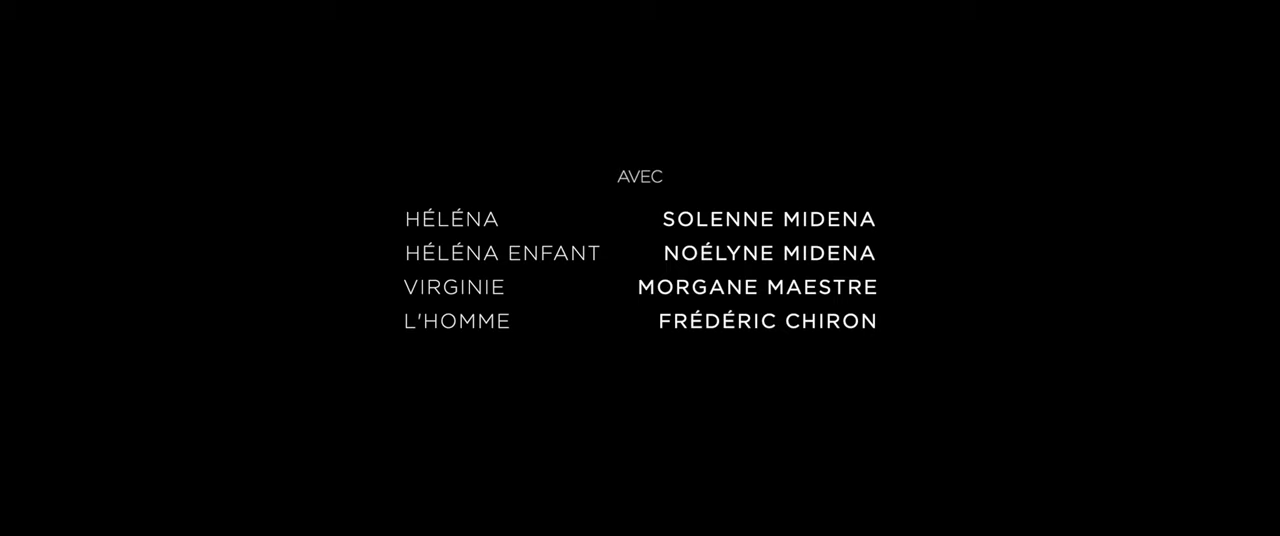 AVEC
HÉLÉNA SOLENNE MIDENA
HÉLÉNA ENFANT NOÉLYNE MIDENA
VIRGINIE MORGANE MAESTRE
L'HOMME FRÉDÉRIC CHIRON